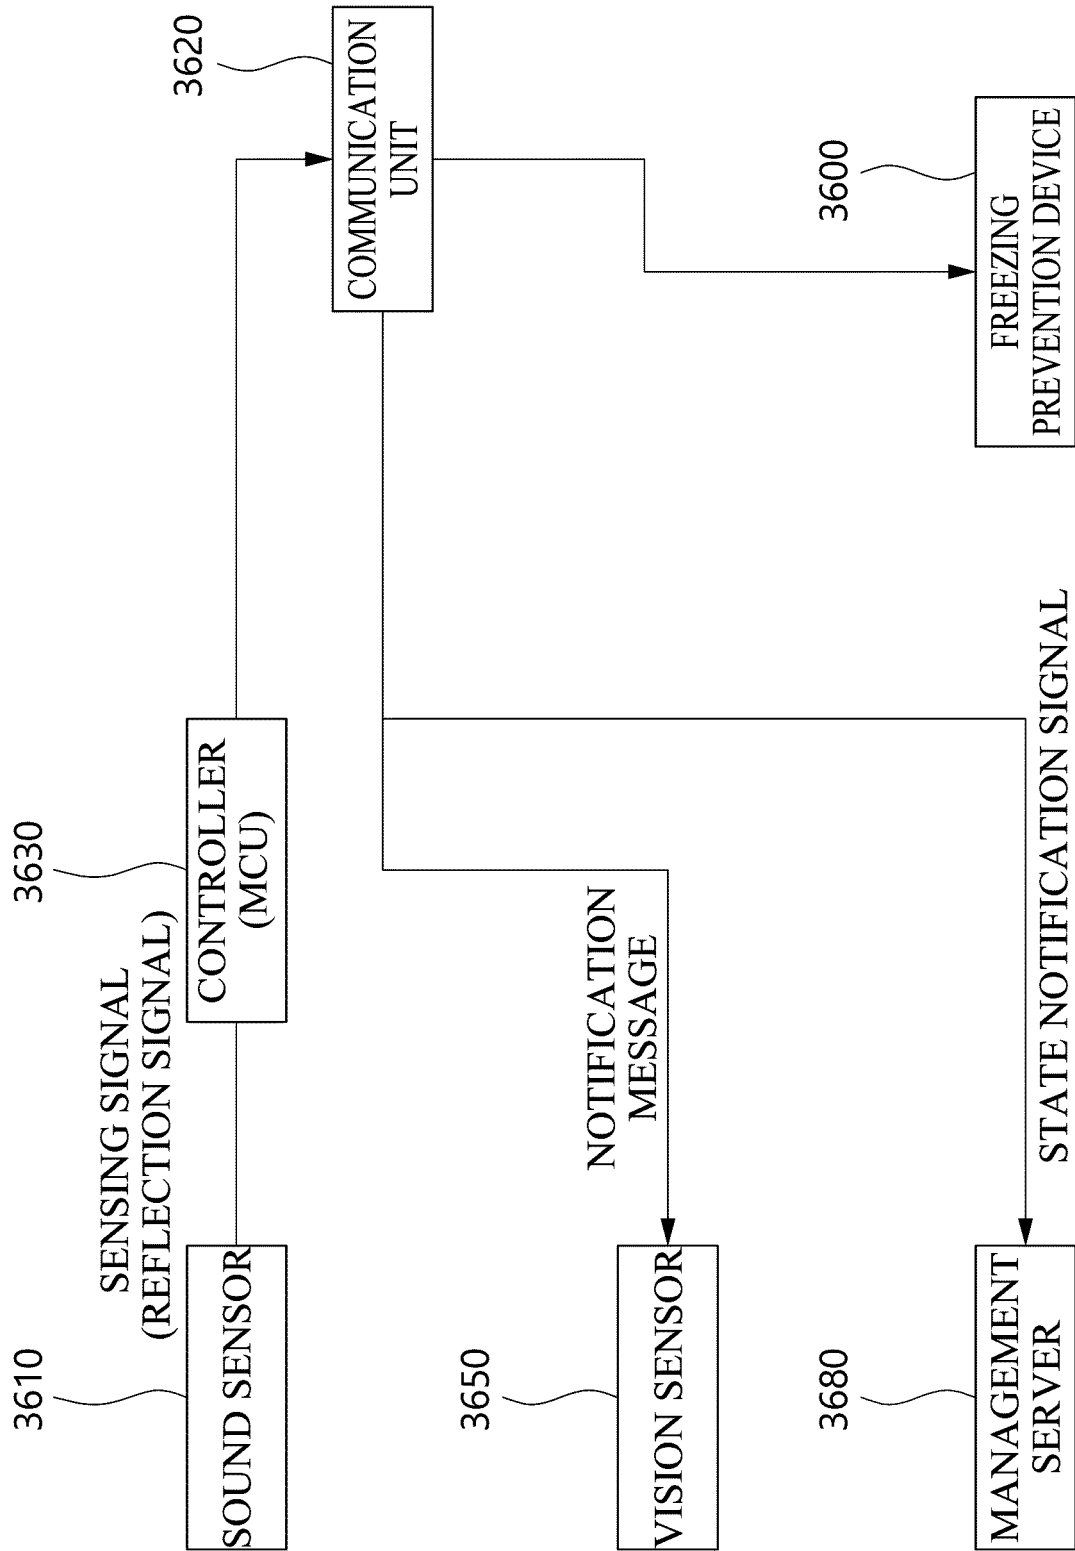 3610
SOUND SENSOR
SENSING SIGNAL
(REFLECTION SIGNAL)
3630
CONTROLLER
(MCU)
3620
COMMUNICATION
UNIT
3650
VISION SENSOR
NOTIFICATION
MESSAGE
3680
MANAGEMENT
SERVER
STATE NOTIFICATION SIGNAL
3600
FREEZING
PREVENTION DEVICE